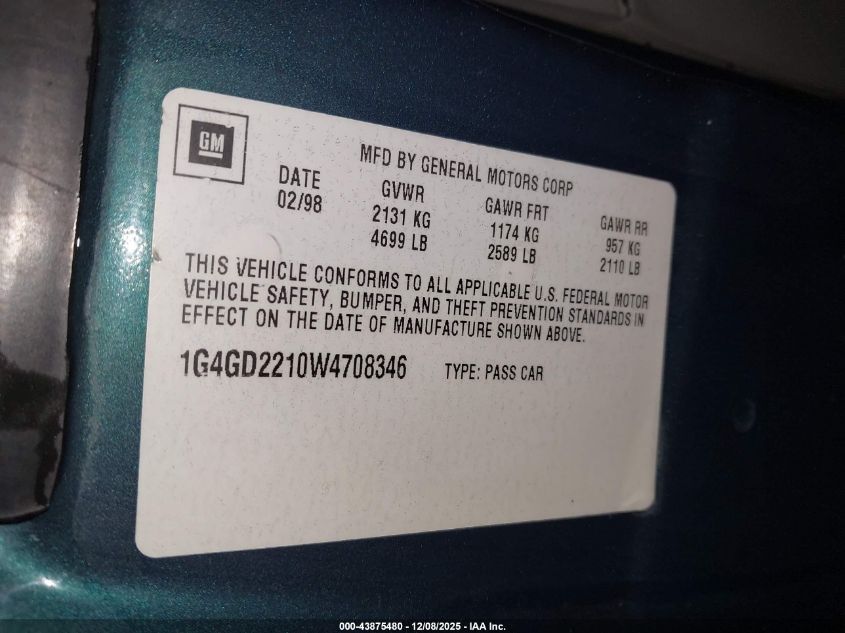 GM
MFD BY GENERAL MOTORS CORP
DATE GVWR GAWR FRT GAWR RR
02/98 2131 KG 1174 KG 957 KG
4699 LB 2589 LB 2110 LB
THIS VEHICLE CONFORMS TO ALL APPLICABLE U.S. FEDERAL MOTOR
VEHICLE SAFETY, BUMPER, AND THEFT PREVENTION STANDARDS IN
EFFECT ON THE DATE OF MANUFACTURE SHOWN ABOVE.
1G4GD2210W4708346 TYPE: PASS CAR
000-43875480 - 12/08/2025 - IAA Inc.